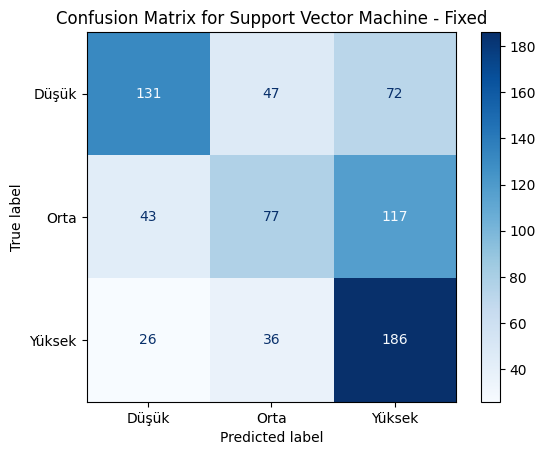 Confusion Matrix for Support Vector Machine - Fixed
Düşük 131 47 72
Orta 43 77 117
Yüksek 26 36 186
Düşük Orta Yüksek
Predicted label
True label
180
160
140
120
100
80
60
40